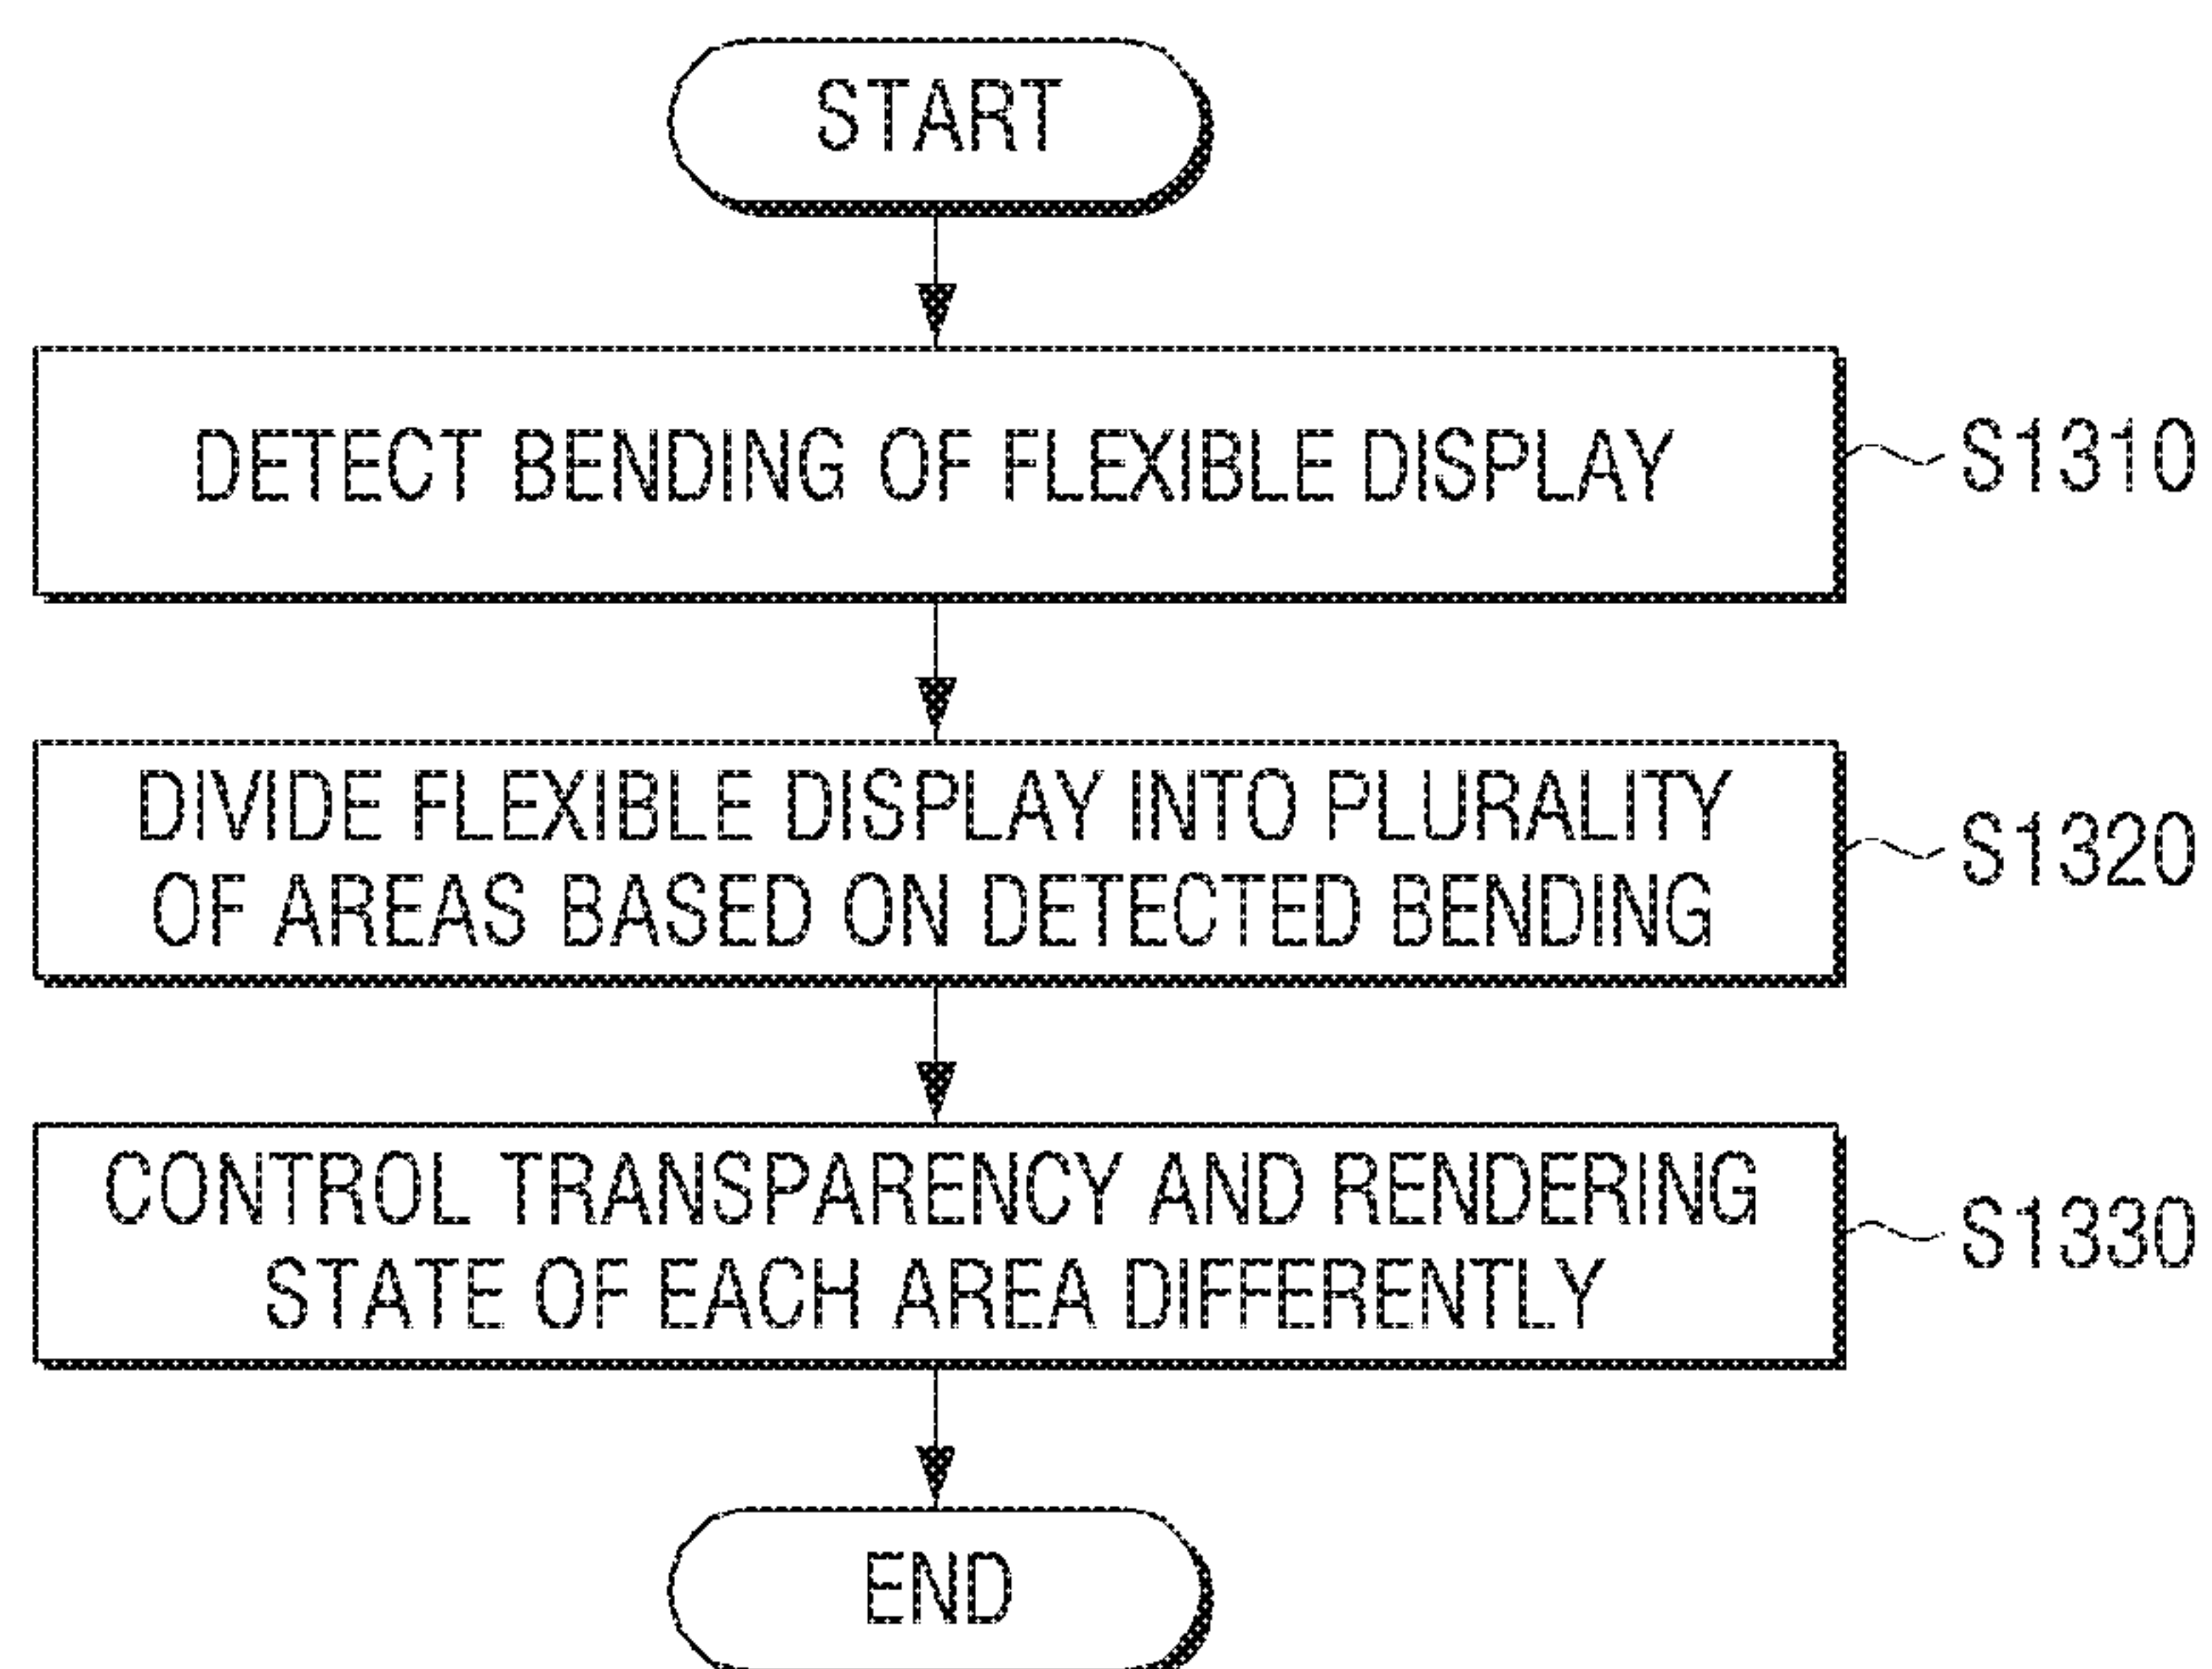 START
DETECT BENDING OF FLEXIBLE DISPLAY
S1310
DIVIDE FLEXIBLE DISPLAY INTO PLURALITY
OF AREAS BASED ON DETECTED BENDING
S1320
CONTROL TRANSPARENCY AND RENDERING
STATE OF EACH AREA DIFFERENTLY
S1330
END